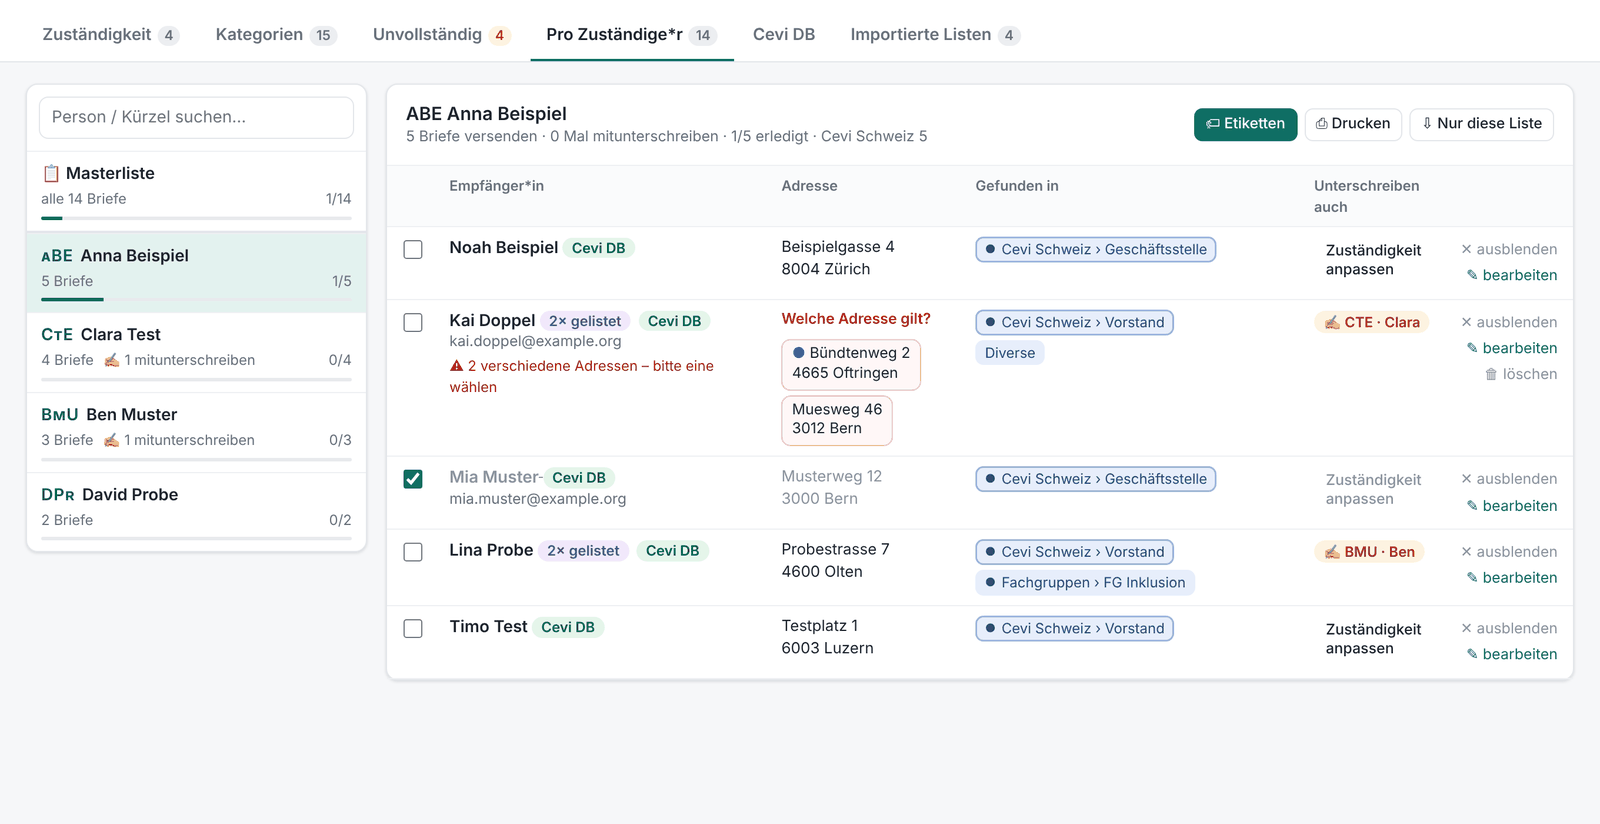 Zuständigkeit 4 Kategorien 15 Unvollständig 4 Pro Zuständige*r 14 Cevi DB Importierte Listen 4
Person / Kürzel suchen...
📋 Masterliste
alle 14 Briefe 1/14
ABE Anna Beispiel
5 Briefe 1/5
CTE Clara Test
4 Briefe ✍🏻 1 mitunterschreiben 0/4
BMU Ben Muster
3 Briefe ✍🏻 1 mitunterschreiben 0/3
DPR David Probe
2 Briefe 0/2
ABE Anna Beispiel
5 Briefe versenden · 0 Mal mitunterschreiben · 1/5 erledigt · Cevi Schweiz 5
🏷 Etiketten ⎙ Drucken ⇩ Nur diese Liste
Empfänger*in Adresse Gefunden in Unterschreiben
auch
Noah Beispiel Cevi DB
Beispielgasse 4
8004 Zürich
Cevi Schweiz › Geschäftsstelle
Zuständigkeit
anpassen
✕ ausblenden
✎ bearbeiten
Kai Doppel 2× gelistet Cevi DB
kai.doppel@example.org
⚠ 2 verschiedene Adressen – bitte eine
wählen
Welche Adresse gilt?
Bündtenweg 2
4665 Oftringen
Muesweg 46
3012 Bern
Cevi Schweiz › Vorstand
Diverse
✍🏻 CTE · Clara
✕ ausblenden
✎ bearbeiten
🗑 löschen
Mia Muster Cevi DB
mia.muster@example.org
Musterweg 12
3000 Bern
Cevi Schweiz › Geschäftsstelle
Zuständigkeit
anpassen
✕ ausblenden
✎ bearbeiten
Lina Probe 2× gelistet Cevi DB
Probestrasse 7
4600 Olten
Cevi Schweiz › Vorstand
Fachgruppen › FG Inklusion
✍🏻 BMU · Ben
✕ ausblenden
✎ bearbeiten
Timo Test Cevi DB
Testplatz 1
6003 Luzern
Cevi Schweiz › Vorstand
Zuständigkeit
anpassen
✕ ausblenden
✎ bearbeiten